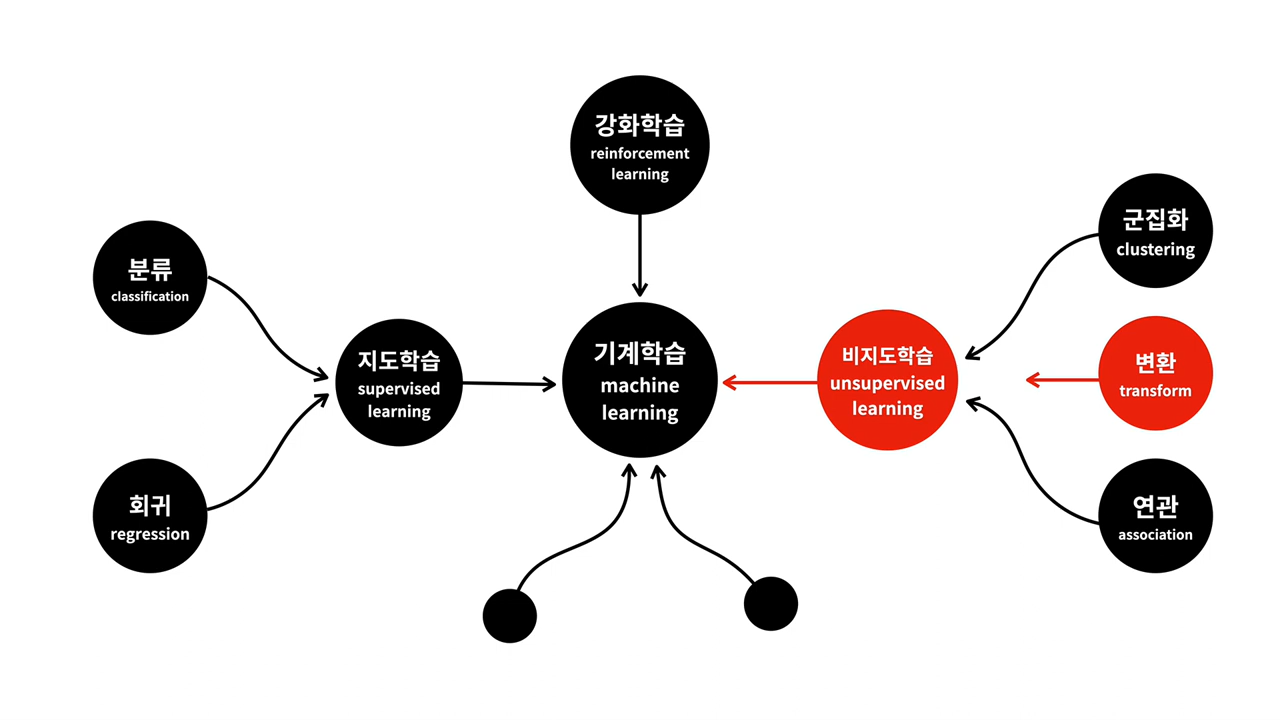 강화학습
reinforcement
learning
분류
classification
회귀
regression
지도학습
supervised
learning
기계학습
machine
learning
비지도학습
unsupervised
learning
군집화
clustering
변환
transform
연관
association